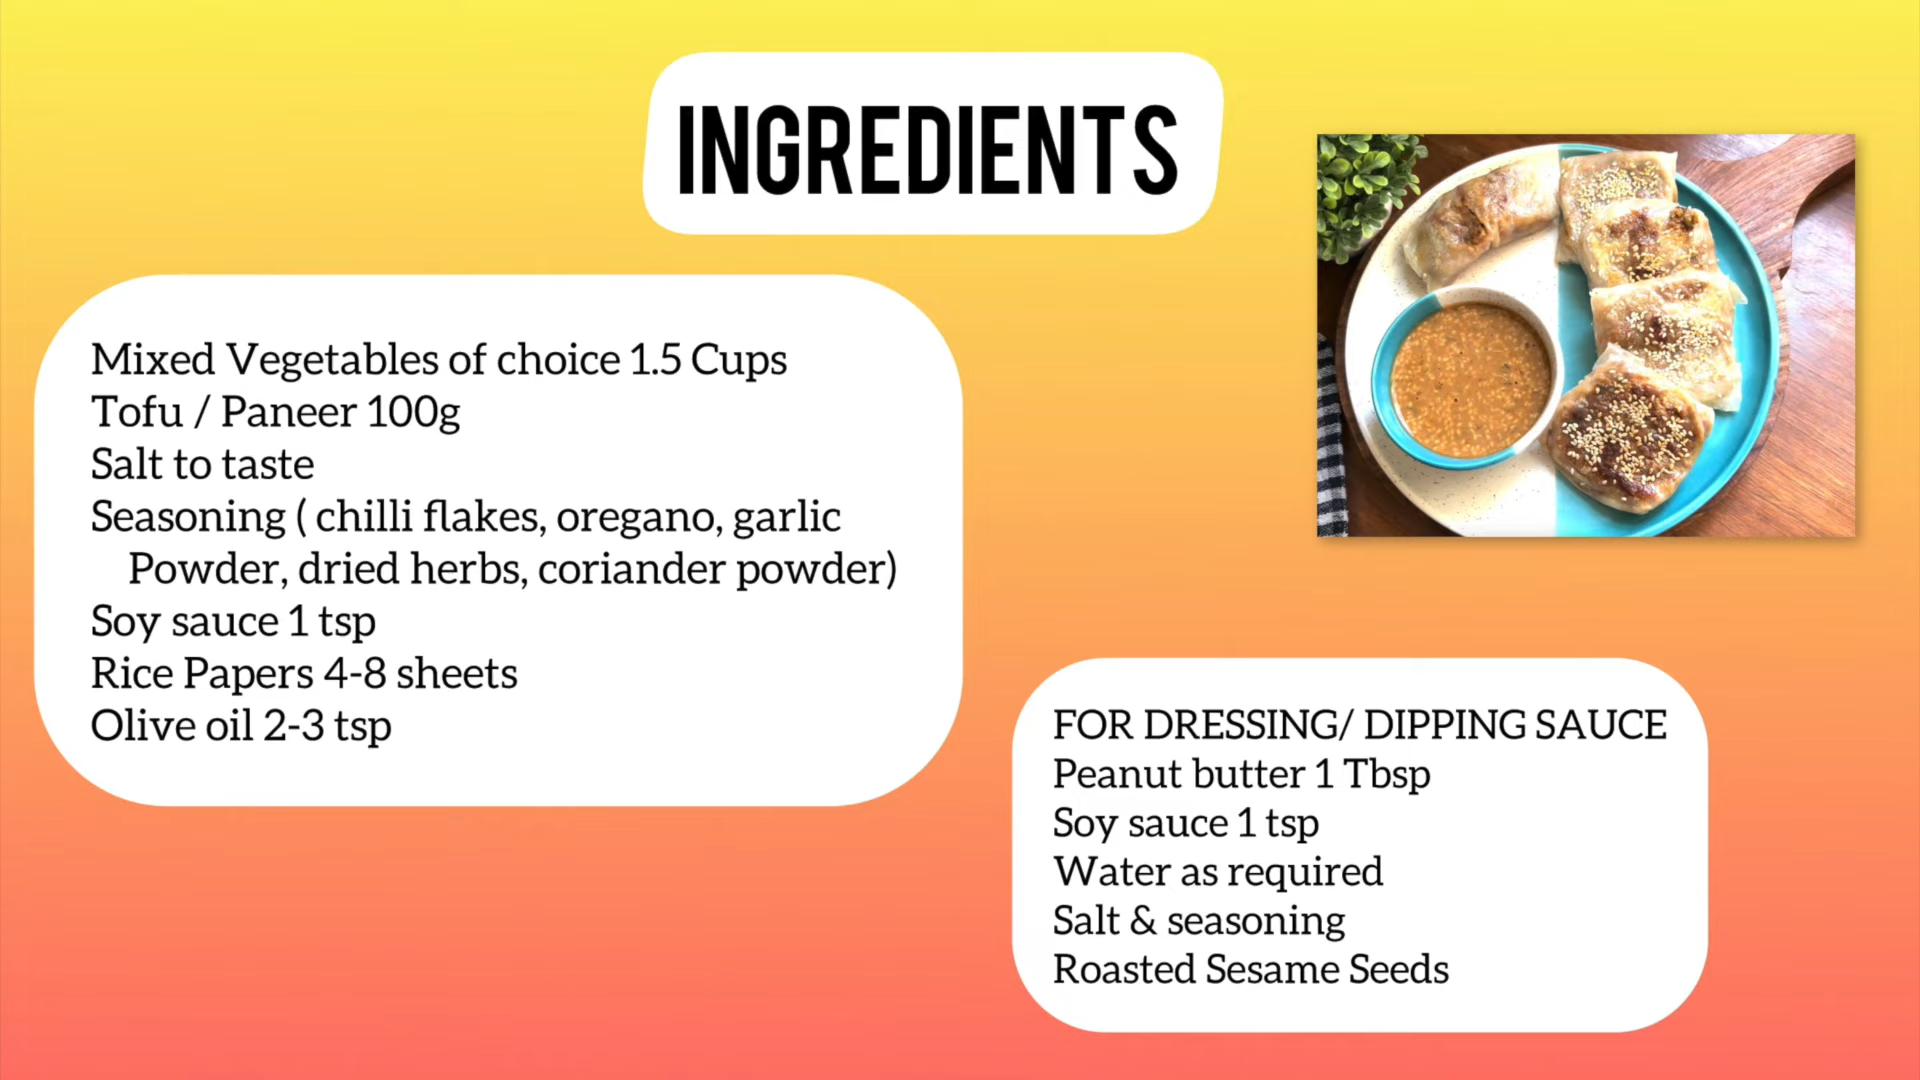 INGREDIENTS
Mixed Vegetables of choice 1.5 Cups
Tofu / Paneer 100g
Salt to taste
Seasoning ( chilli flakes, oregano, garlic
Powder, dried herbs, coriander powder)
Soy sauce 1 tsp
Rice Papers 4-8 sheets
Olive oil 2-3 tsp
FOR DRESSING/ DIPPING SAUCE
Peanut butter 1 Tbsp
Soy sauce 1 tsp
Water as required
Salt & seasoning
Roasted Sesame Seeds